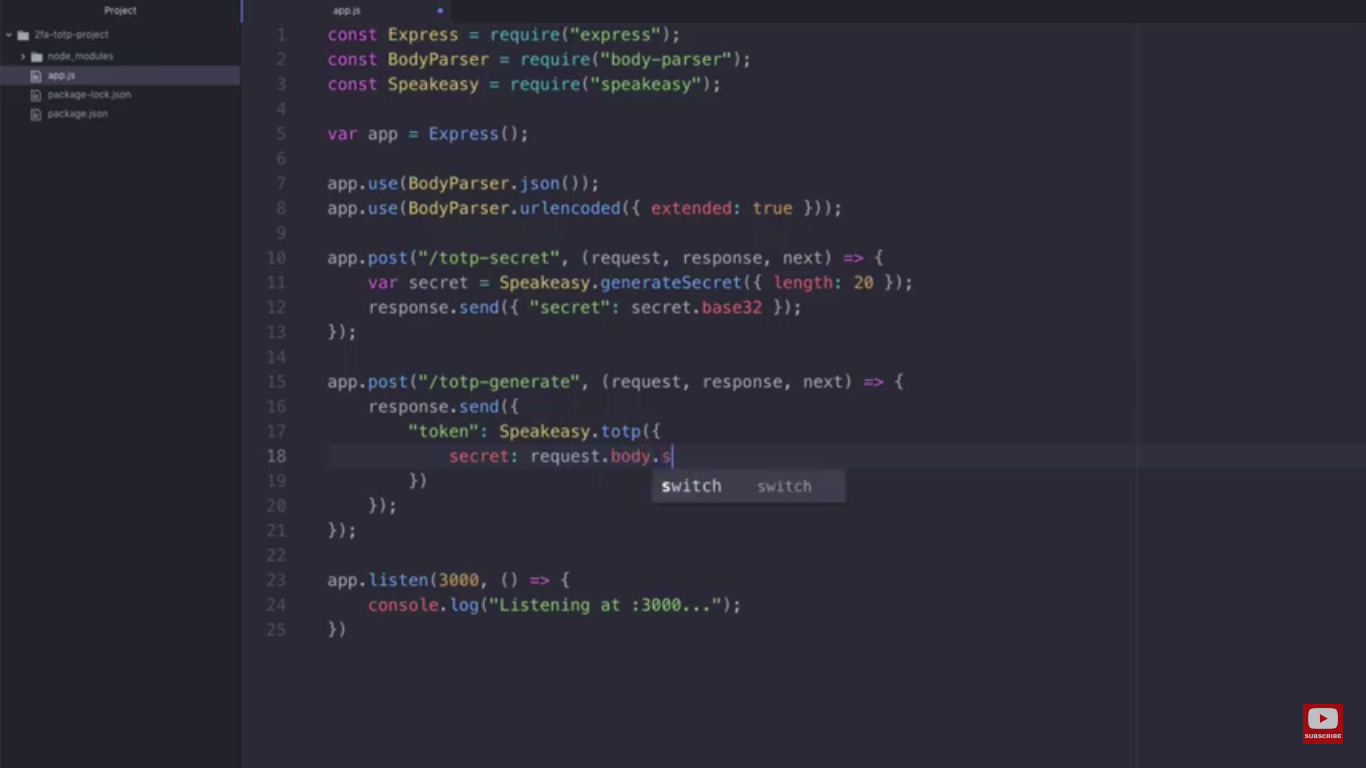 Project
app.js
2fa-totp-project
node_modules
app.js
package-lock.json
package.json
1 const Express = require("express");
2 const BodyParser = require("body-parser");
3 const Speakeasy = require("speakeasy");
4
5 var app = Express();
6
7 app.use(BodyParser.json());
8 app.use(BodyParser.urlencoded({ extended: true }));
9
10 app.post("/totp-secret", (request, response, next) => {
11 var secret = Speakeasy.generateSecret({ length: 20 });
12 response.send({ "secret": secret.base32 });
13 });
14
15 app.post("/totp-generate", (request, response, next) => {
16 response.send({
17 "token": Speakeasy.totp({
18 secret: request.body.s
switch switch
19 })
20 });
21 });
22
23 app.listen(3000, () => {
24 console.log("Listening at :3000...");
25 })
SUBSCRIBE